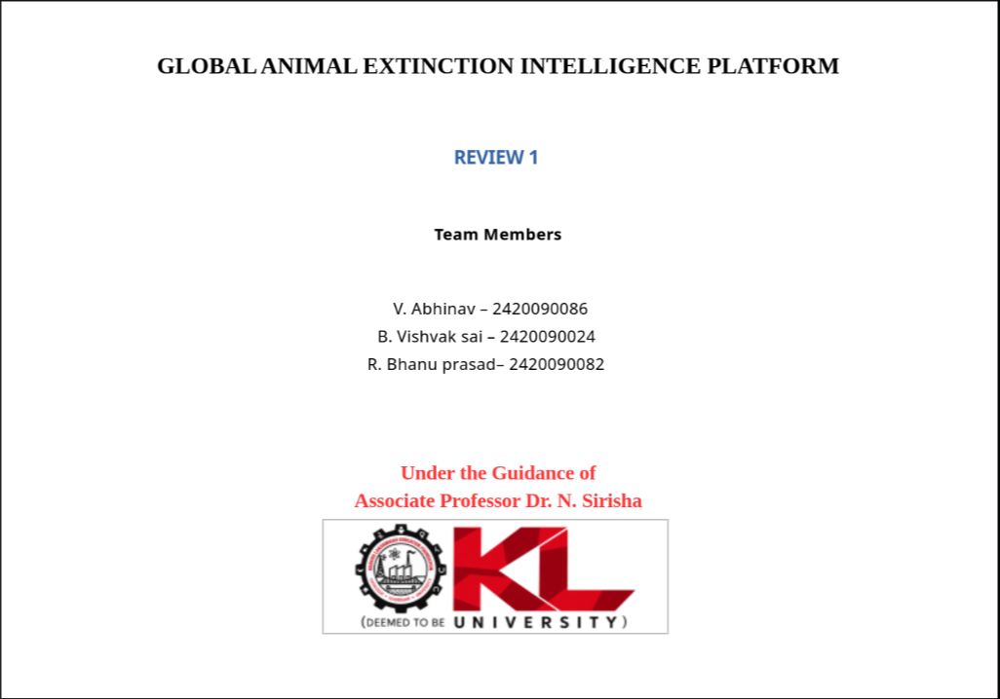 GLOBAL ANIMAL EXTINCTION INTELLIGENCE PLATFORM
REVIEW 1
Team Members
V. Abhinav – 2420090086
B. Vishvak sai – 2420090024
R. Bhanu prasad– 2420090082
Under the Guidance of
Associate Professor Dr. N. Sirisha
KL
(DEEMED TO BE UNIVERSITY)